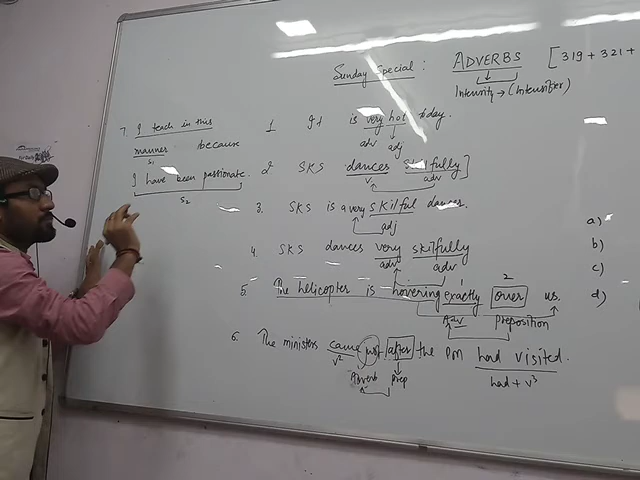 Sunday Special : ADVERBS [ 319 + 321 +
Intensity → (Intensifier)
1 It is very hot today.
adv adj
2 SKS dances skilfully ]
V adv
3. SKS is a very skilful dancer.
adj
4. SKS dances very skilfully
adv adv
5. The helicopter is hovering exactly over us.
2
Adv Preposition
6. The ministers came just after the PM had visited.
V² had + V³
Adverb Prep
7. I teach in this
manner because
S₁
I have been passionate.
S₂
a)
b)
c)
d)